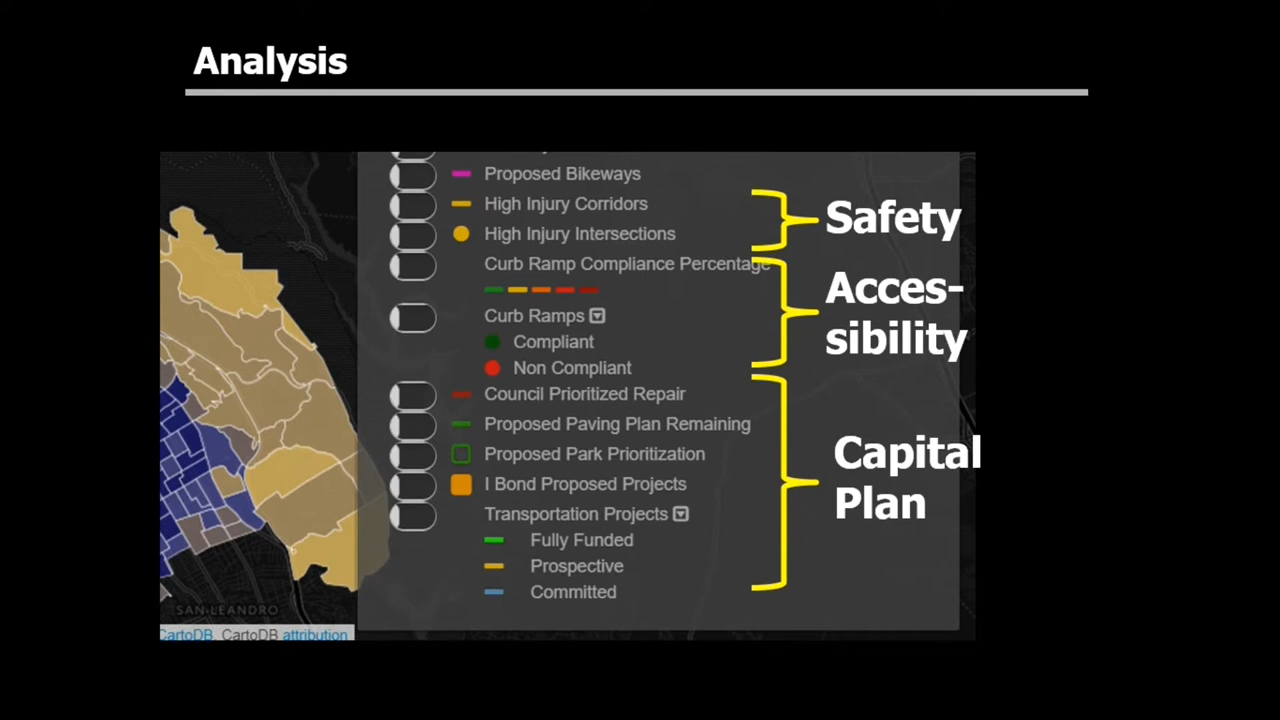 Analysis
Proposed Bikeways
High Injury Corridors
High Injury Intersections
Safety
Curb Ramp Compliance Percentage
Curb Ramps
Compliant
Non Compliant
Acces-
sibility
Council Prioritized Repair
Proposed Paving Plan Remaining
Proposed Park Prioritization
I Bond Proposed Projects
Transportation Projects
Fully Funded
Prospective
Committed
Capital
Plan
SAN LEANDRO
CartoDB, CartoDB attribution